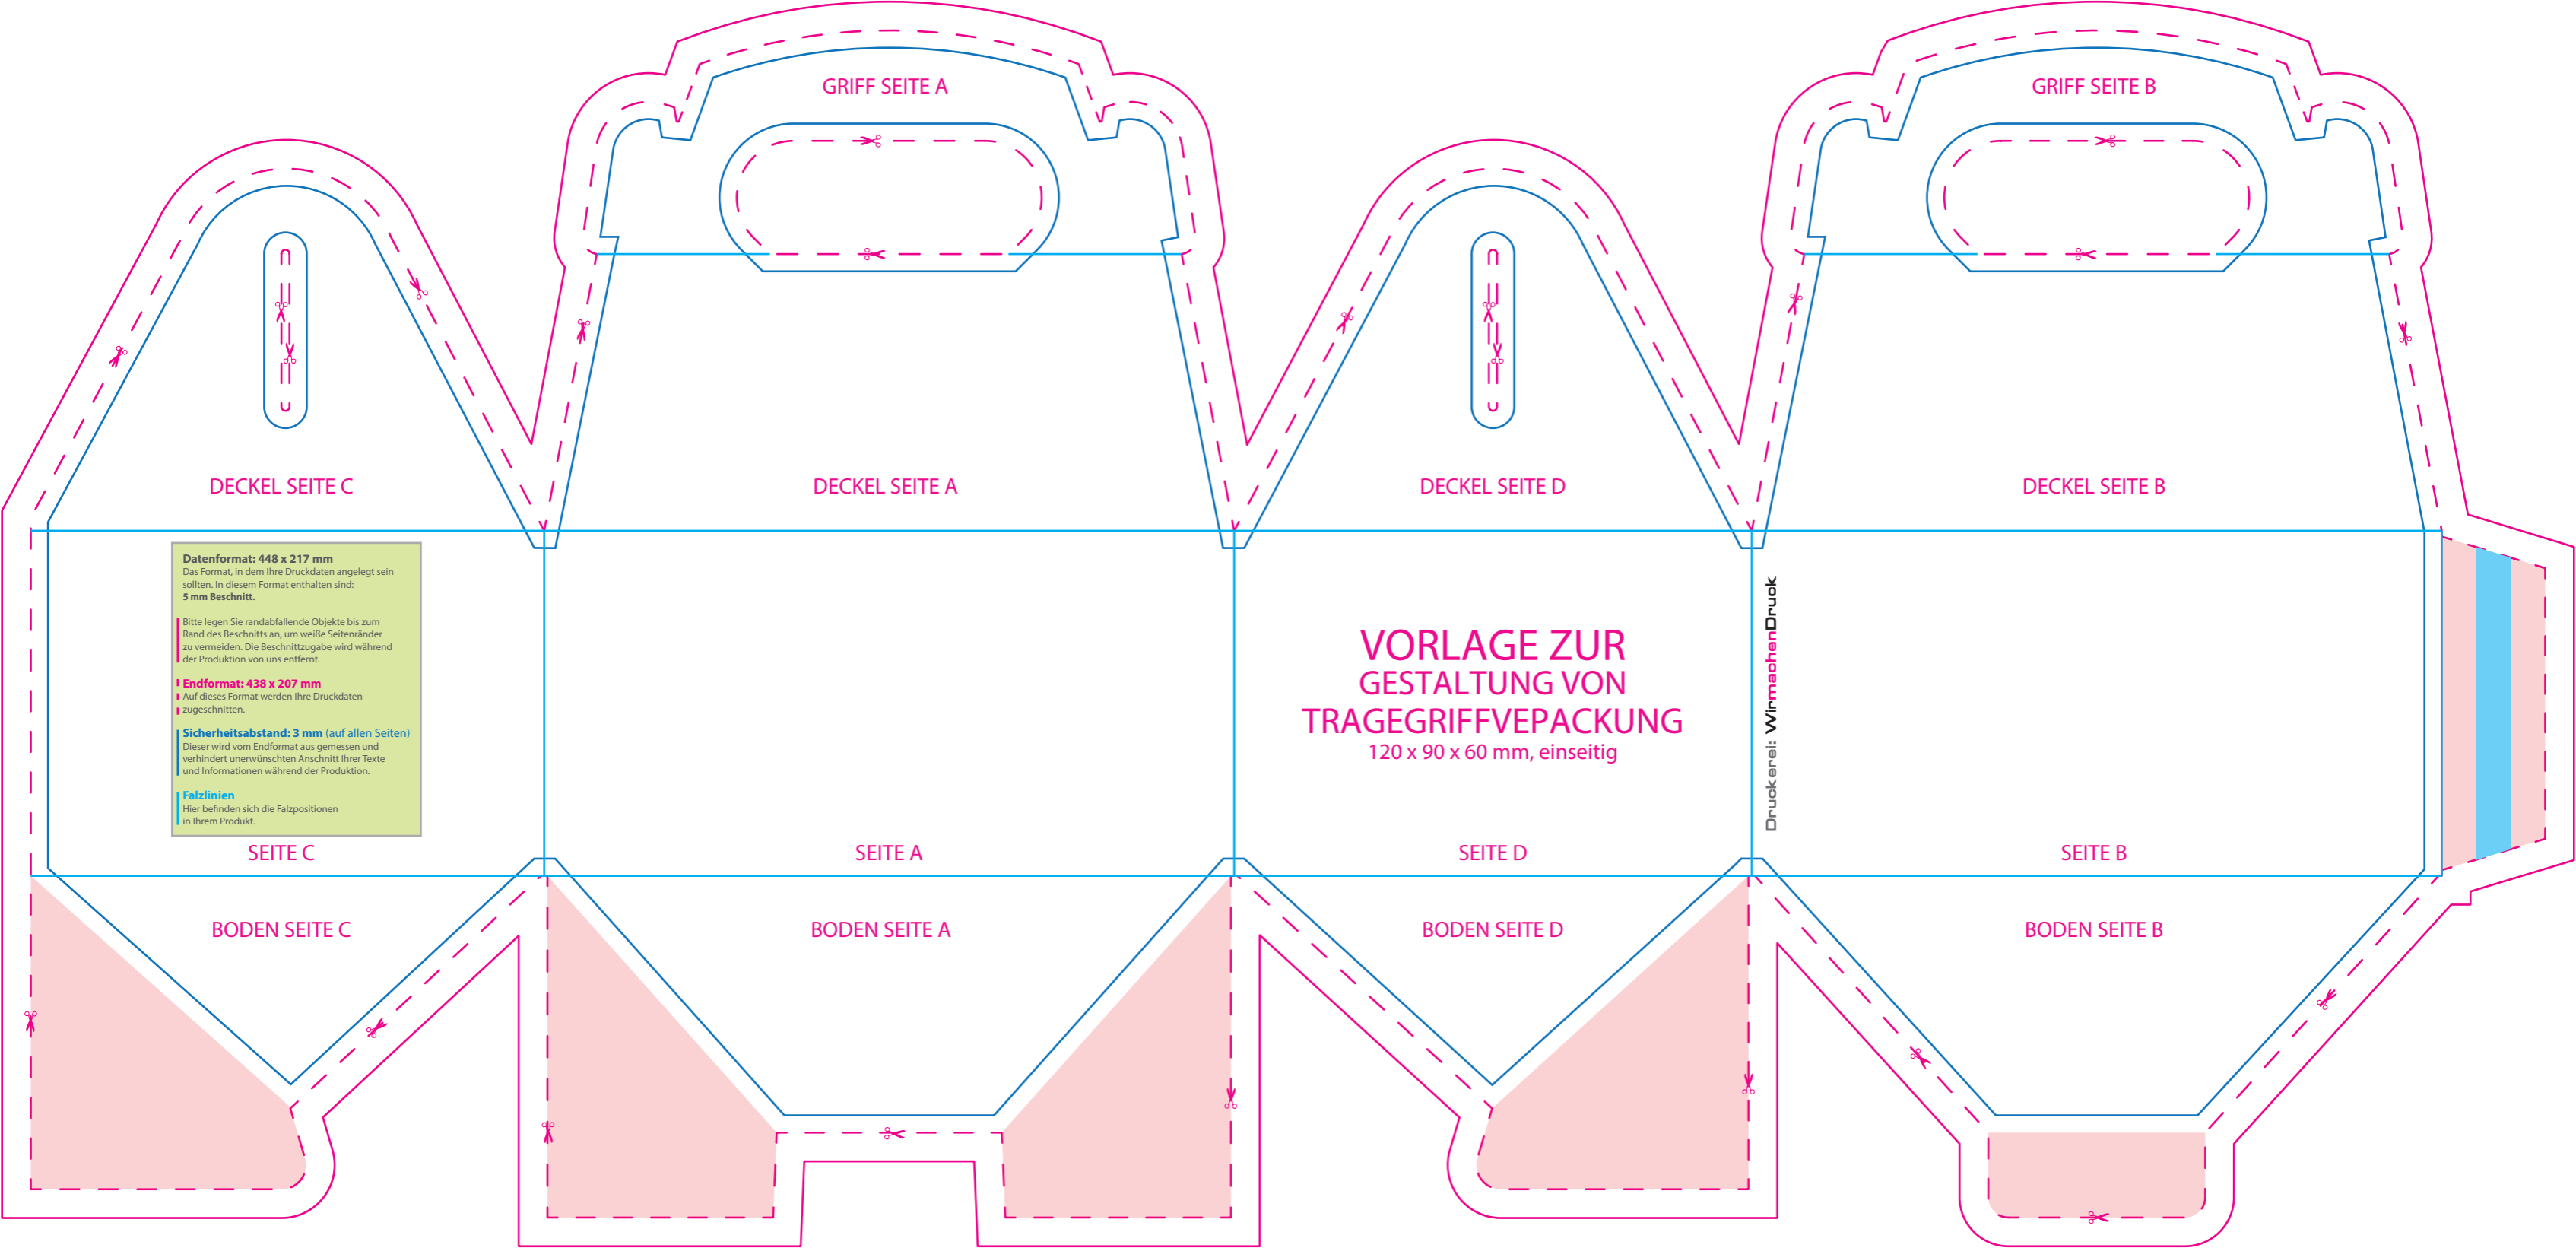 GRIFF SEITE A
GRIFF SEITE B
DECKEL SEITE C
DECKEL SEITE A
DECKEL SEITE D
DECKEL SEITE B
Datenformat: 448 x 217 mm
Das Format, in dem Ihre Druckdaten angelegt sein
sollten. In diesem Format enthalten sind:
5 mm Beschnitt.
Bitte legen Sie randabfallende Objekte bis zum
Rand des Beschnitts an, um weiße Seitenränder
zu vermeiden. Die Beschnittzugabe wird während
der Produktion von uns entfernt.
Endformat: 438 x 207 mm
Auf dieses Format werden Ihre Druckdaten
zugeschnitten.
Sicherheitsabstand: 3 mm (auf allen Seiten)
Dieser wird vom Endformat aus gemessen und
verhindert unerwünschten Anschnitt Ihrer Texte
und Informationen während der Produktion.
Falzlinien
Hier befinden sich die Falzpositionen
in Ihrem Produkt.
VORLAGE ZUR
GESTALTUNG VON
TRAGEGRIFFVEPACKUNG
120 x 90 x 60 mm, einseitig
Druckerei: WirmachenDruck
SEITE C
SEITE A
SEITE D
SEITE B
BODEN SEITE C
BODEN SEITE A
BODEN SEITE D
BODEN SEITE B